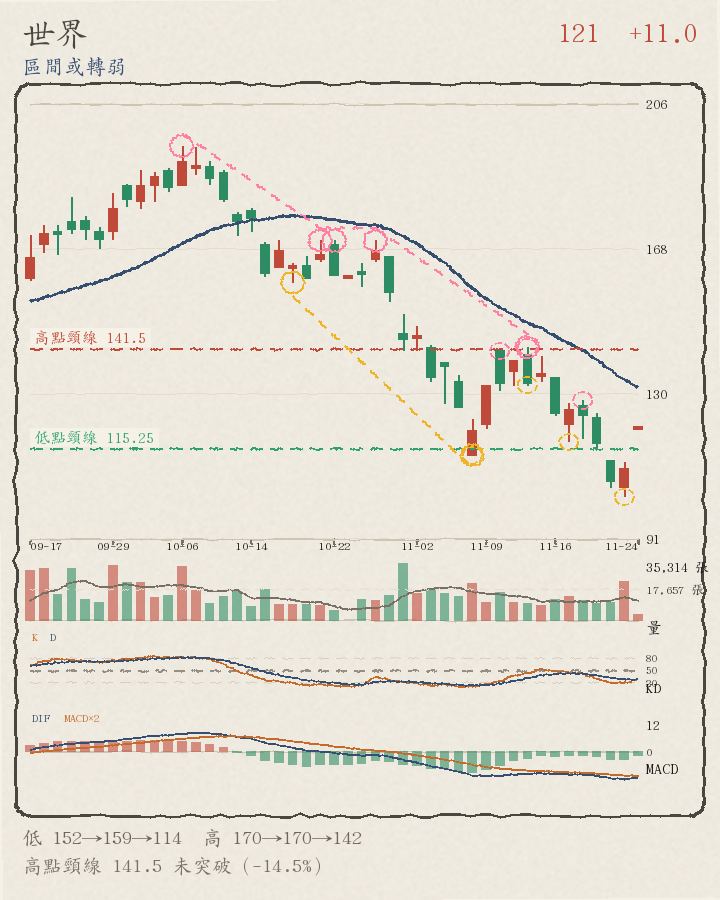 世界
121 +11.0
區間或轉弱
206
168
高點頸線 141.5
130
低點頸線 115.25
91
09-17 09-29 10-06 10-14 10-22 11-02 11-09 11-16 11-24
35,314 張
17,657 張
量
K D
80
50
20
KD
DIF MACD×2
12
0
MACD
低 152→159→114 高 170→170→142
高點頸線 141.5 未突破 (-14.5%)